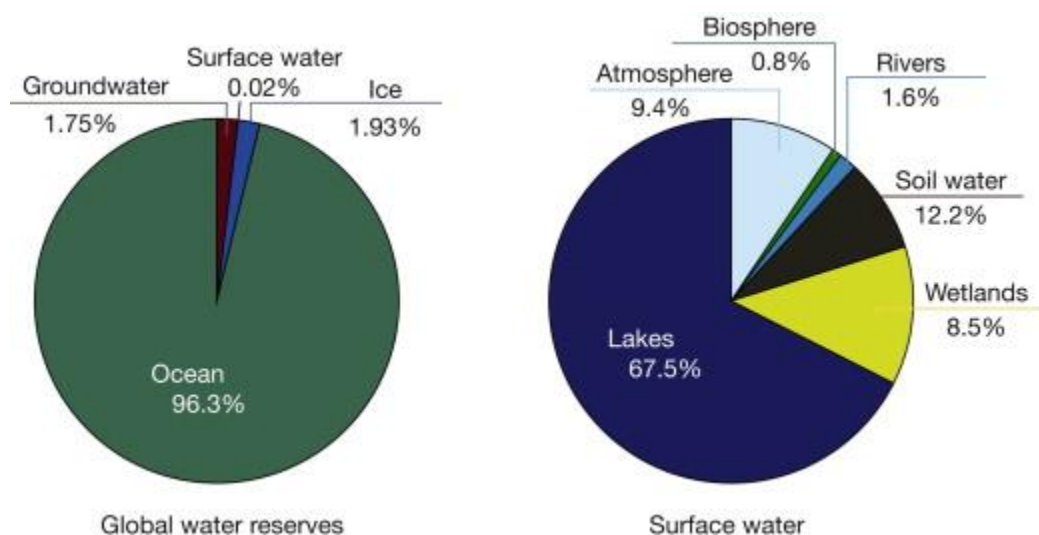 Groundwater
1.75%
Surface water
0.02%
Ice
1.93%
Ocean
96.3%
Global water reserves
Biosphere
0.8%
Atmosphere
9.4%
Rivers
1.6%
Soil water
12.2%
Wetlands
8.5%
Lakes
67.5%
Surface water